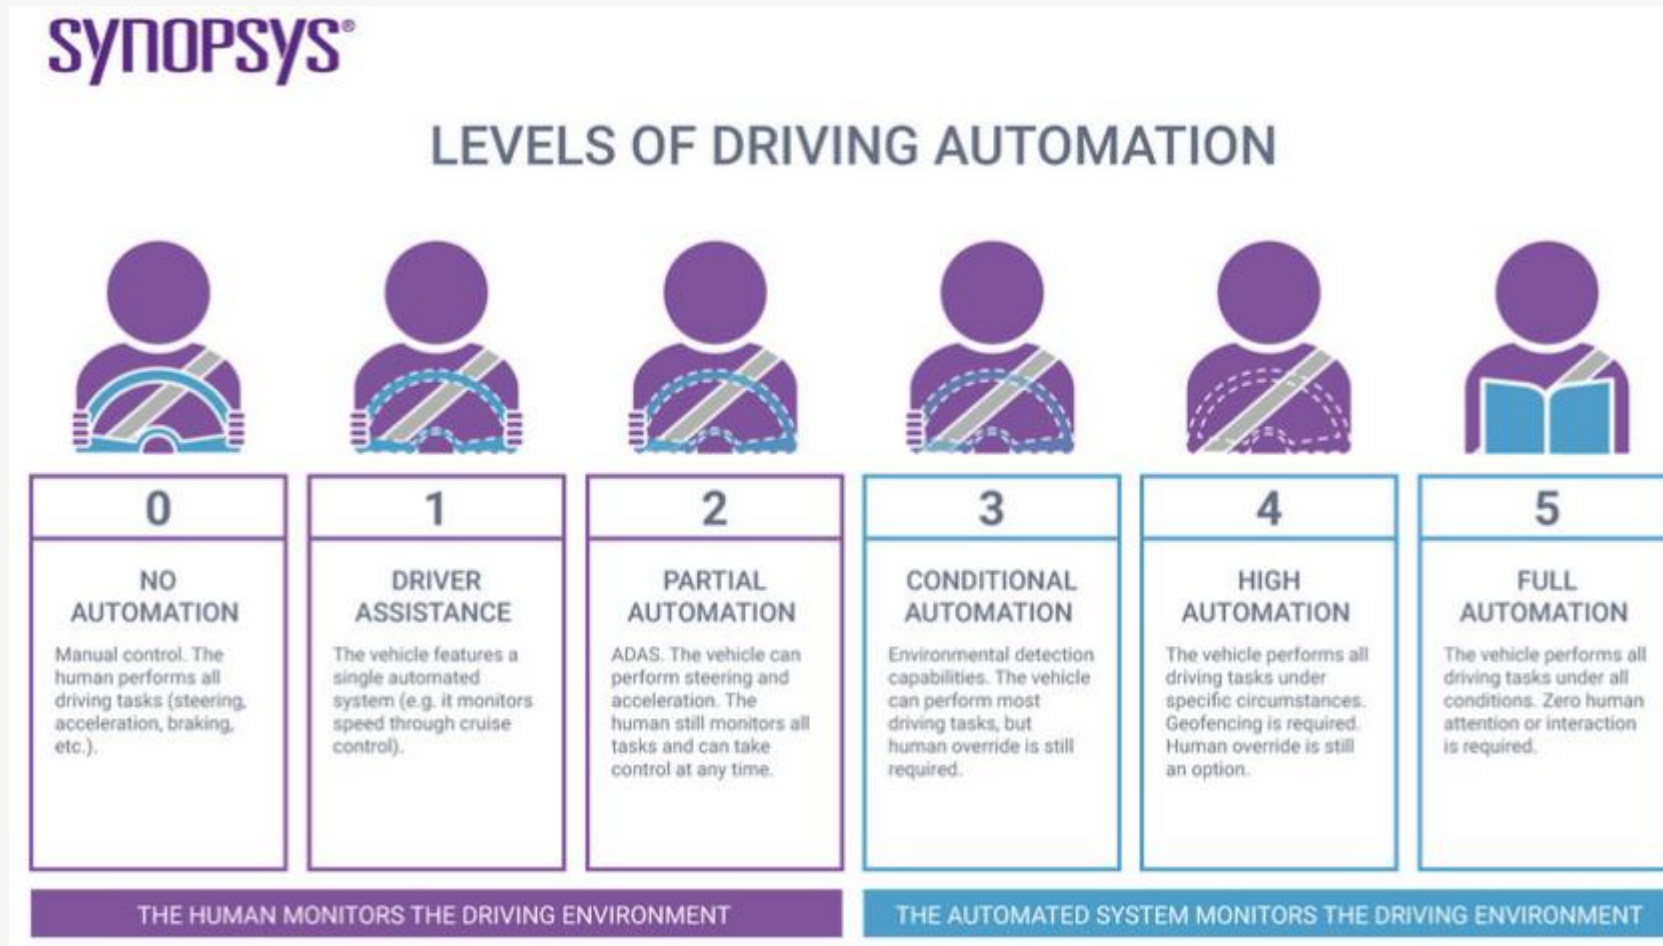 SYNOPSYS®
LEVELS OF DRIVING AUTOMATION
0
NO
AUTOMATION
Manual control. The
human performs all
driving tasks (steering,
acceleration, braking,
etc.).
1
DRIVER
ASSISTANCE
The vehicle features a
single automated
system (e.g. it monitors
speed through cruise
control).
2
PARTIAL
AUTOMATION
ADAS. The vehicle can
perform steering and
acceleration. The
human still monitors all
tasks and can take
control at any time.
3
CONDITIONAL
AUTOMATION
Environmental detection
capabilities. The vehicle
can perform most
driving tasks, but
human override is still
required.
4
HIGH
AUTOMATION
The vehicle performs all
driving tasks under
specific circumstances.
Geofencing is required.
Human override is still
an option.
5
FULL
AUTOMATION
The vehicle performs all
driving tasks under all
conditions. Zero human
attention or interaction
is required.
THE HUMAN MONITORS THE DRIVING ENVIRONMENT
THE AUTOMATED SYSTEM MONITORS THE DRIVING ENVIRONMENT